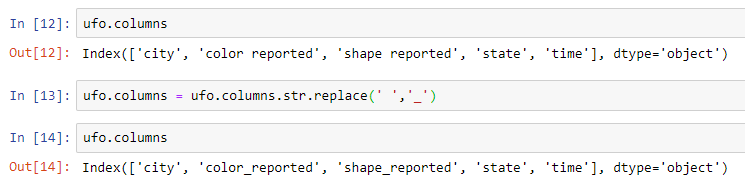 In [12]: ufo.columns
Out[12]: Index(['city', 'color reported', 'shape reported', 'state', 'time'], dtype='object')
In [13]: ufo.columns = ufo.columns.str.replace(' ','_')
In [14]: ufo.columns
Out[14]: Index(['city', 'color_reported', 'shape_reported', 'state', 'time'], dtype='object')